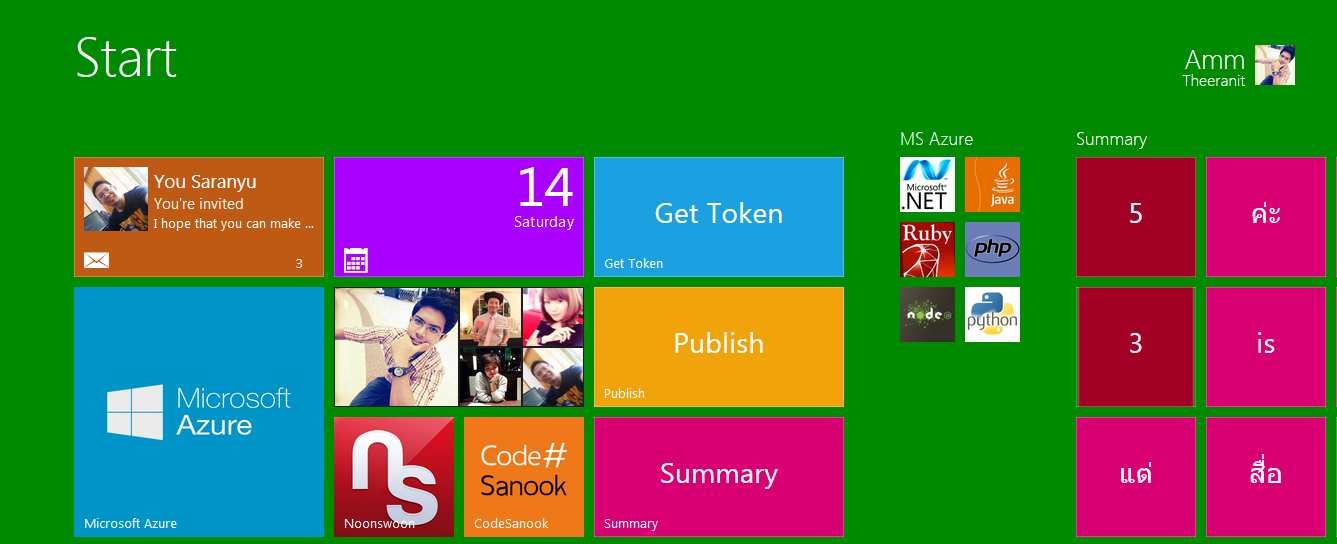 Start
Amm
Theeranit
You Saranyu
You're invited
I hope that you can make ...
3
14
Saturday
Get Token
Get Token
Microsoft
Azure
Microsoft Azure
Publish
Publish
ns
Noonswoon
Code#
Sanook
CodeSanook
Summary
Summary
MS Azure
Microsoft®
.NET
Java
Ruby
php
node
python
Summary
5
ค่ะ
3
is
แต่
สื่อ